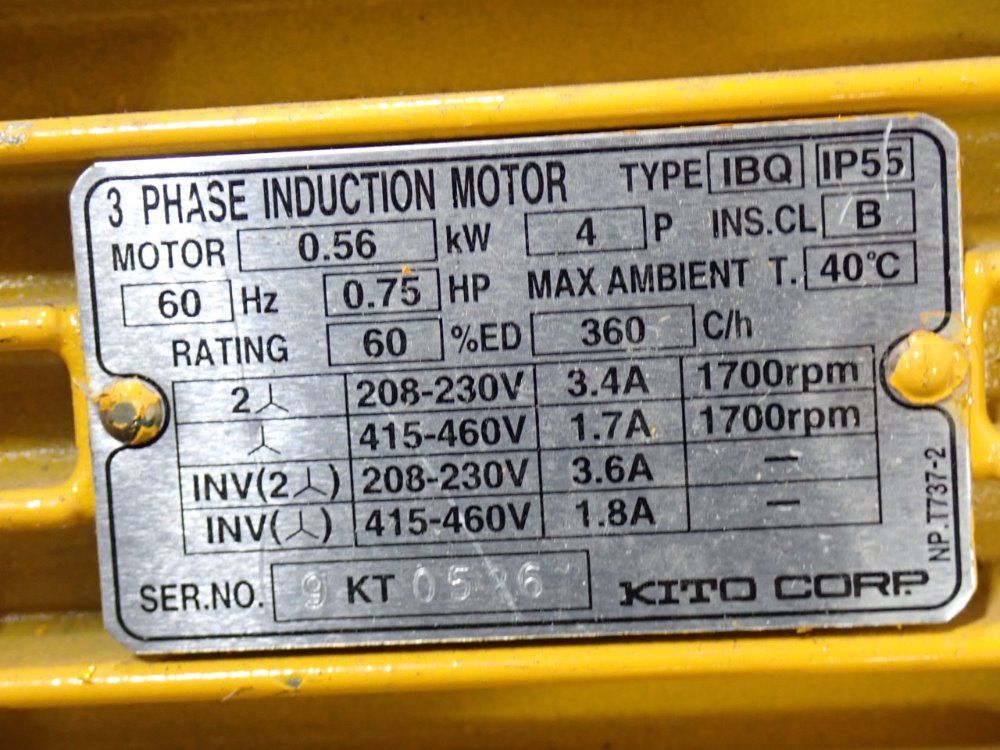 3 PHASE INDUCTION MOTOR TYPE IBQ IP55
MOTOR 0.56 kW 4 P INS.CL B
60 Hz 0.75 HP MAX AMBIENT T. 40°C
RATING 60 %ED 360 C/h
2⅄ 208-230V 3.4A 1700rpm
⅄ 415-460V 1.7A 1700rpm
INV(2⅄) 208-230V 3.6A —
INV(⅄) 415-460V 1.8A —
SER.NO. 9 KT
KITO CORP.
NP.T737-2